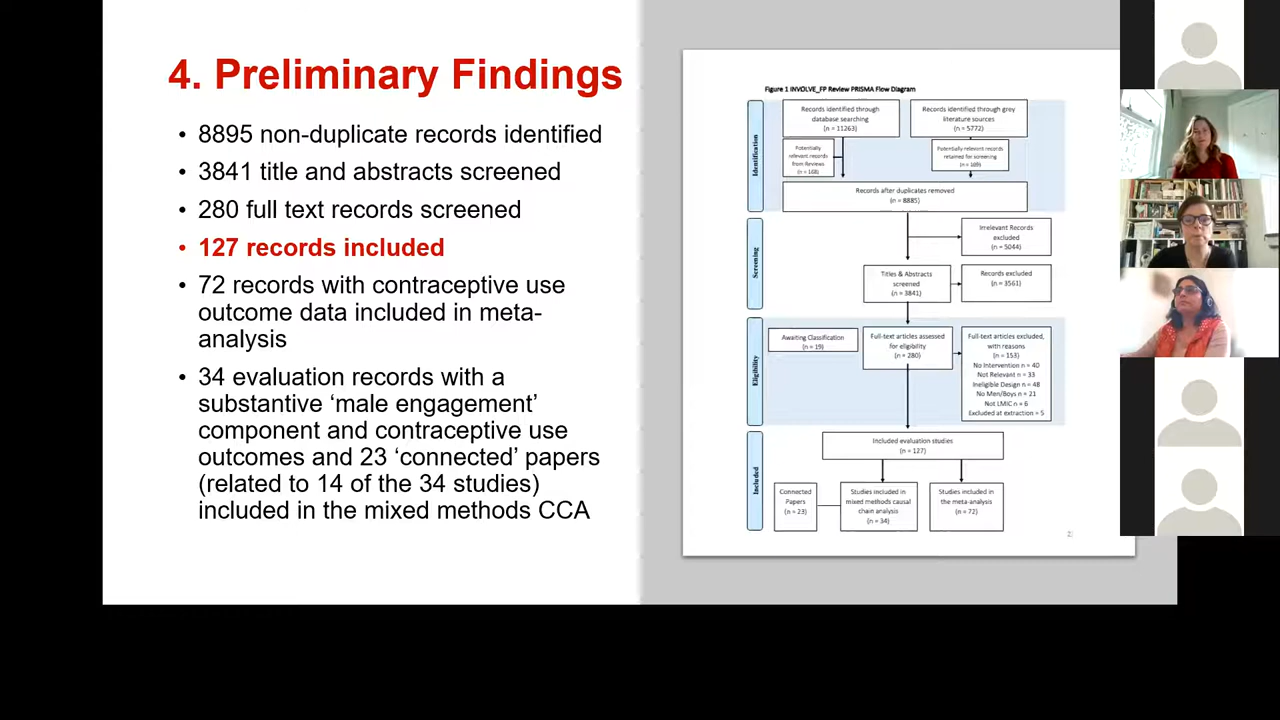 4. Preliminary Findings
• 8895 non-duplicate records identified
• 3841 title and abstracts screened
• 280 full text records screened
• 127 records included
• 72 records with contraceptive use
outcome data included in meta-
analysis
• 34 evaluation records with a
substantive ‘male engagement’
component and contraceptive use
outcomes and 23 ‘connected’ papers
(related to 14 of the 34 studies)
included in the mixed methods CCA
Figure 1 INVOLVE_FP Review PRISMA Flow Diagram
Identification
Records identified through
database searching
(n = 11263)
Records identified through grey
literature sources
(n = 5772)
Potentially
relevant records
from Reviews
(n = 168)
Potentially relevant records
retained for screening
Records after duplicates removed
(n = 8885)
Screening
Irrelevant Records
excluded
(n = 5044)
Titles & Abstracts
screened
(n = 3841)
Records excluded
(n = 3561)
Eligibility
Awaiting Classification
(n = 19)
Full-text articles assessed
for eligibility
(n = 280)
Full-text articles excluded,
with reasons
(n = 153)
No Intervention n = 40
Not Relevant n = 33
Ineligible Design n = 48
No Men/Boys n = 21
Not LMIC n = 6
Excluded at extraction = 5
Included
Included evaluation studies
(n = 127)
Connected
Papers
(n = 23)
Studies included in
mixed methods causal
chain analysis
(n = 34)
Studies included in
the meta-analysis
(n = 72)